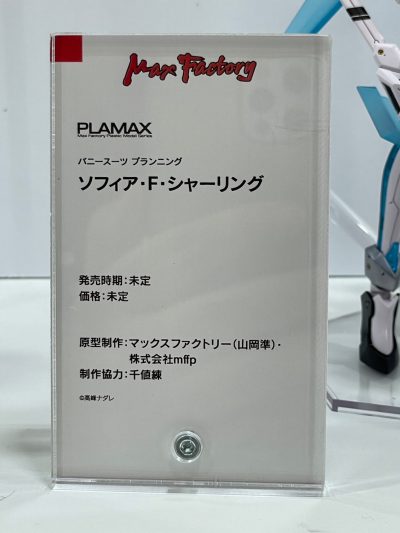 Max Factory
PLAMAX
Max Factory Plastic Model Series
バニースーツ プランニング
ソフィア・F・シャーリング
発売時期：未定
価格：未定
原型制作：マックスファクトリー（山岡準）・
株式会社mffp
制作協力：千値練
©高峰ナダレ